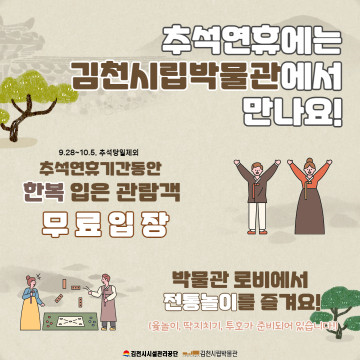 추석연휴에는
김천시립박물관에서
만나요!
9.28~10.5, 추석당일제외
추석연휴기간동안
한복 입은 관람객
무료입장
박물관 로비에서
전통놀이를 즐겨요!
(윷놀이, 딱지치기, 투호가 준비되어 있습니다!)
김천시시설관리공단 김천시립박물관